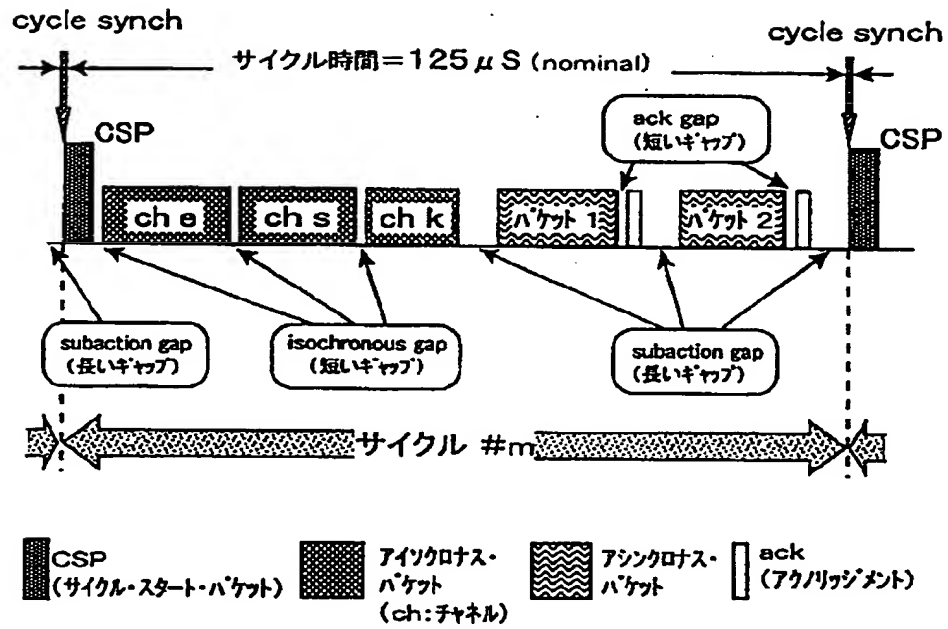 cycle synch
cycle synch
サイクル時間=125μS (nominal)
CSP
ack gap
(短いギャップ)
CSP
ch e
ch s
ch k
パケット 1
パケット 2
subaction gap
(長いギャップ)
isochronous gap
(短いギャップ)
subaction gap
(長いギャップ)
サイクル #m
CSP
(サイクル・スタート・パケット)
アイソクロナス・
パケット
(ch:チャネル)
アシンクロナス・
パケット
ack
(アクノリッジメント)